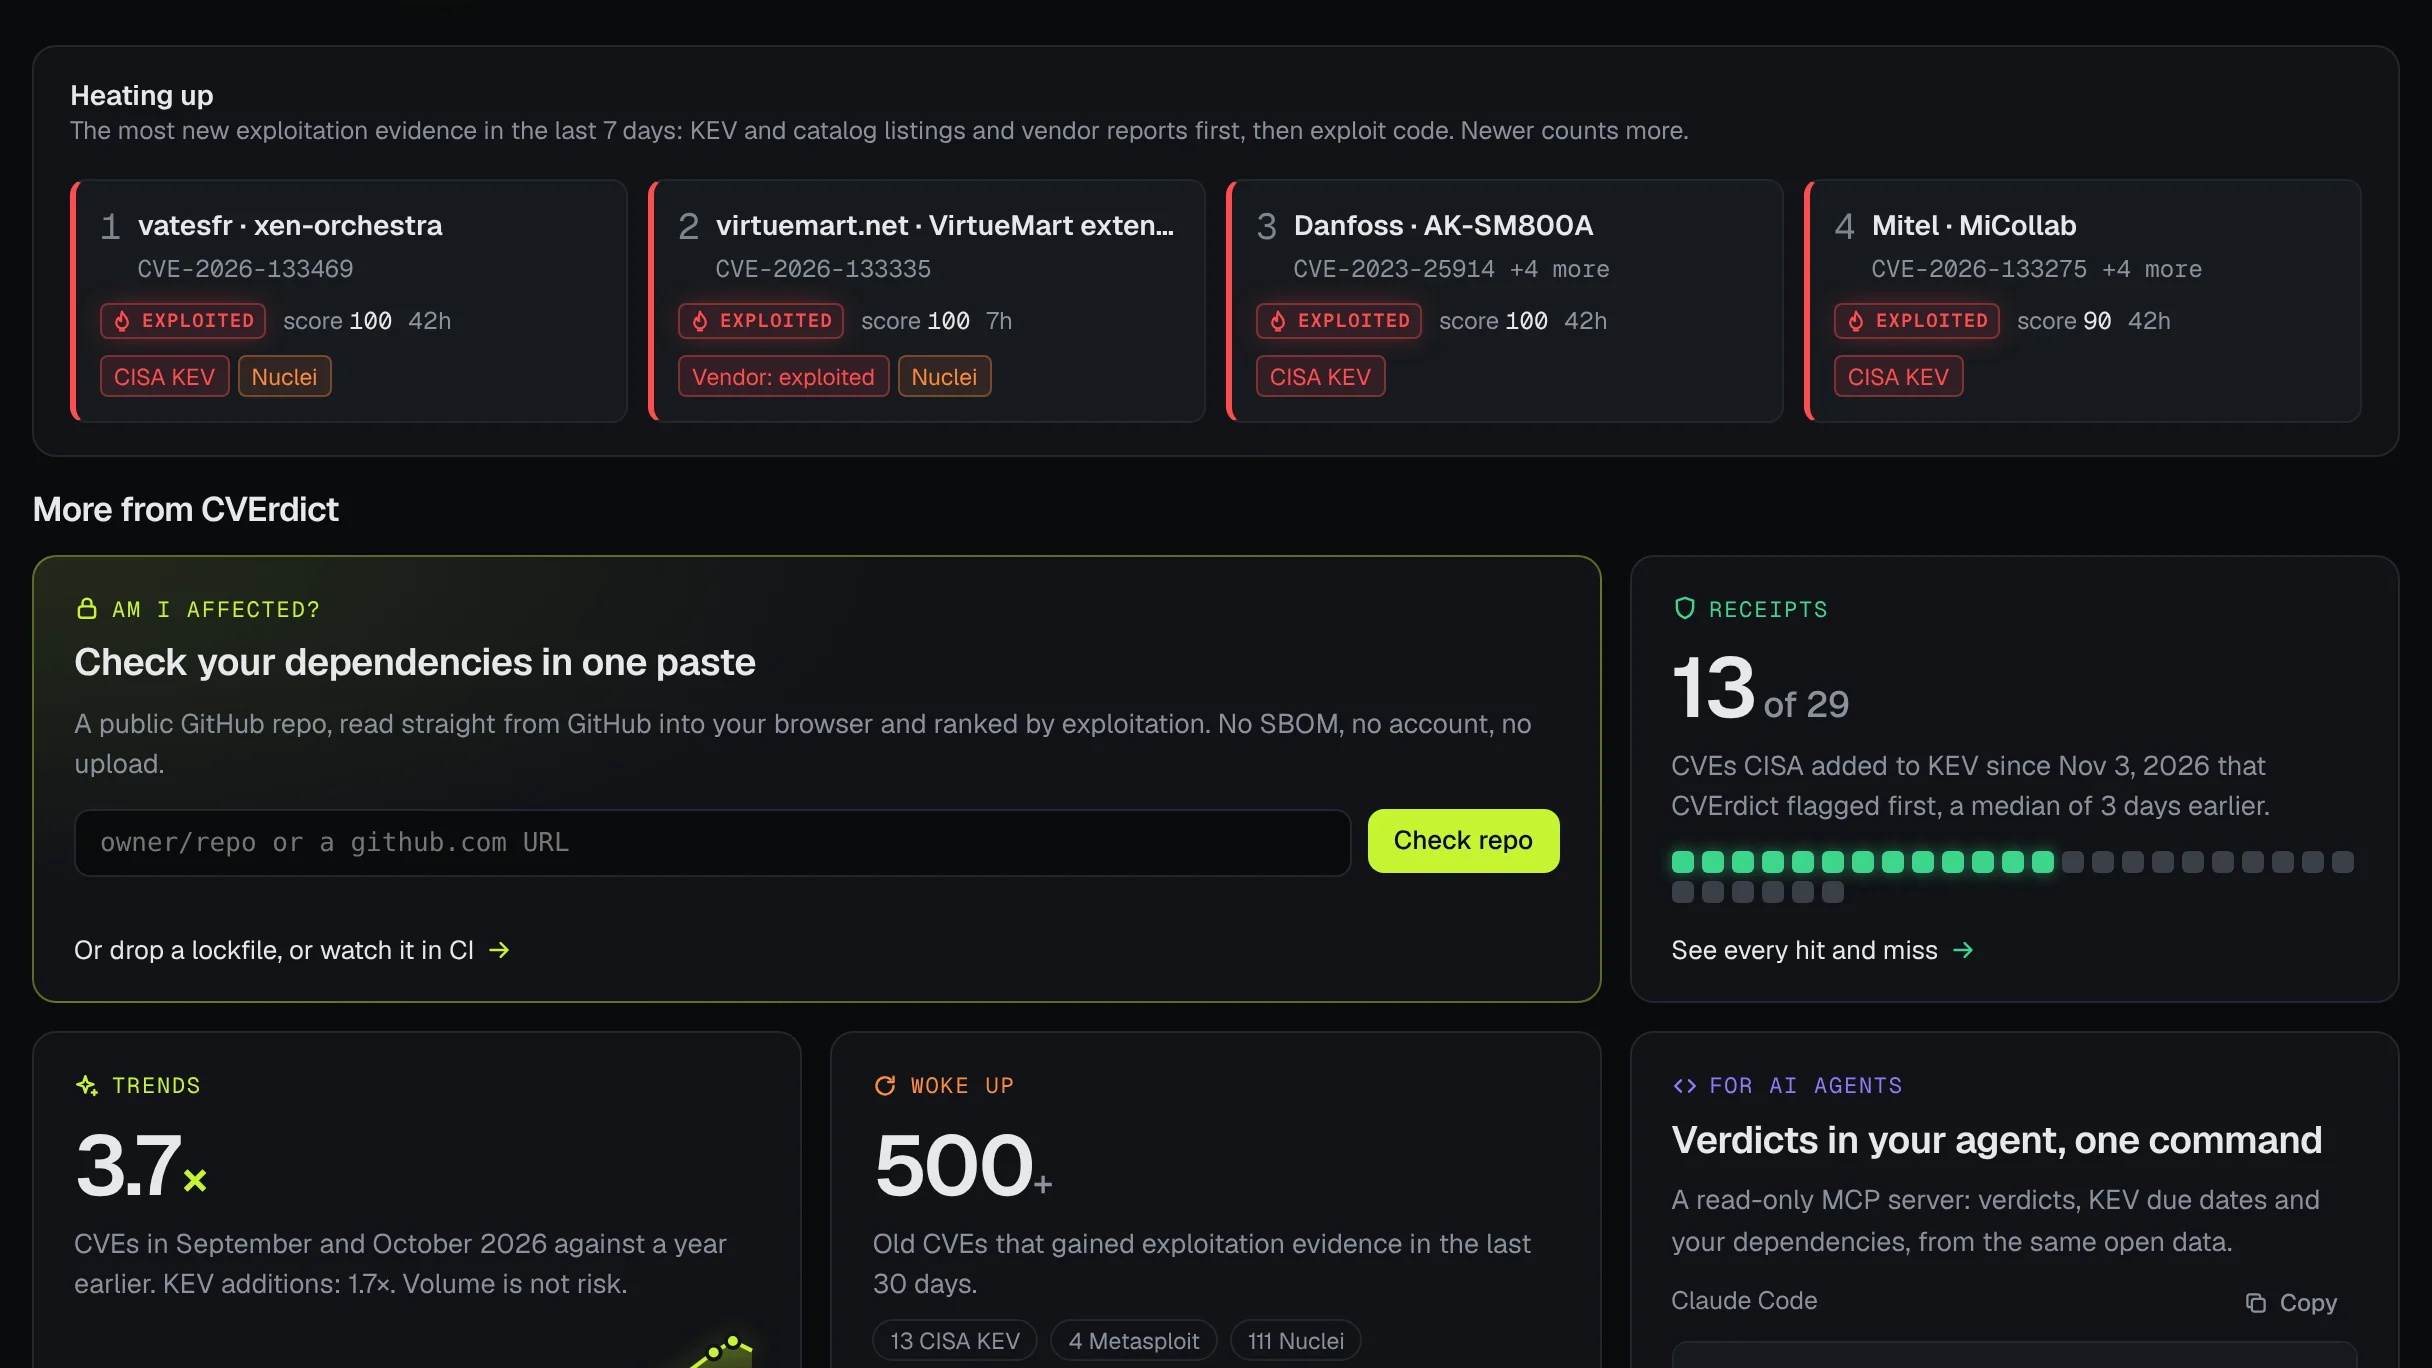 Heating up
The most new exploitation evidence in the last 7 days: KEV and catalog listings and vendor reports first, then exploit code. Newer counts more.
1 vatesfr · xen-orchestra
CVE-2026-133469
EXPLOITED score 100 42h
CISA KEV Nuclei
2 virtuemart.net · VirtueMart exten...
CVE-2026-133335
EXPLOITED score 100 7h
Vendor: exploited Nuclei
3 Danfoss · AK-SM800A
CVE-2023-25914 +4 more
EXPLOITED score 100 42h
CISA KEV
4 Mitel · MiCollab
CVE-2026-133275 +4 more
EXPLOITED score 90 42h
CISA KEV
More from CVErdict
AM I AFFECTED?
Check your dependencies in one paste
A public GitHub repo, read straight from GitHub into your browser and ranked by exploitation. No SBOM, no account, no
upload.
owner/repo or a github.com URL
Check repo
Or drop a lockfile, or watch it in CI →
RECEIPTS
13 of 29
CVEs CISA added to KEV since Nov 3, 2026 that
CVErdict flagged first, a median of 3 days earlier.
See every hit and miss →
TRENDS
3.7×
CVEs in September and October 2026 against a year
earlier. KEV additions: 1.7×. Volume is not risk.
WOKE UP
500+
Old CVEs that gained exploitation evidence in the last
30 days.
13 CISA KEV 4 Metasploit 111 Nuclei
FOR AI AGENTS
Verdicts in your agent, one command
A read-only MCP server: verdicts, KEV due dates and
your dependencies, from the same open data.
Claude Code
Copy